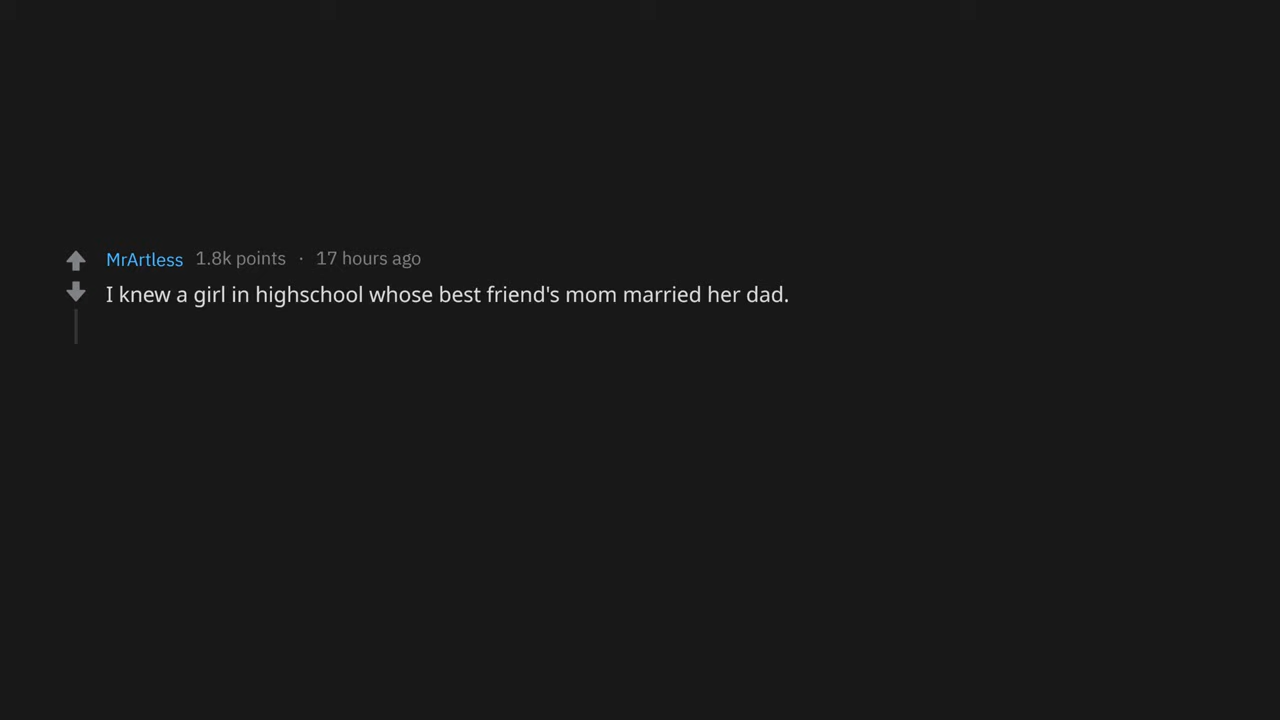 MrArtless 1.8k points · 17 hours ago
I knew a girl in highschool whose best friend's mom married her dad.